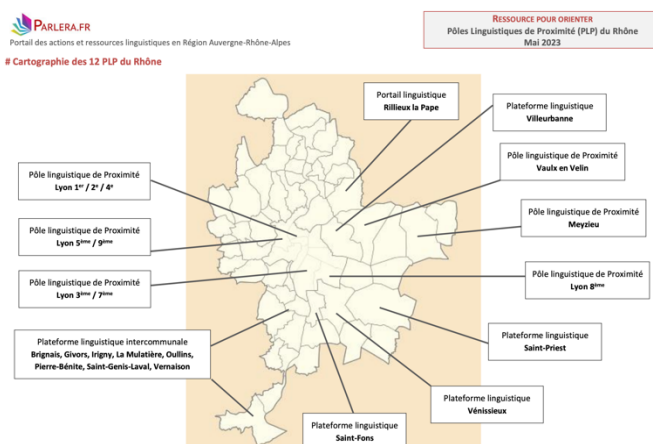 PARLERA.FR
Portail des actions et ressources linguistiques en Région Auvergne-Rhône-Alpes
RESSOURCE POUR ORIENTER
Pôles Linguistiques de Proximité (PLP) du Rhône
Mai 2023
# Cartographie des 12 PLP du Rhône
Portail linguistique
Rillieux la Pape
Plateforme linguistique
Villeurbanne
Pôle linguistique de Proximité
Vaulx en Velin
Pôle linguistique de Proximité
Lyon 1er / 2e / 4e
Pôle linguistique de Proximité
Meyzieu
Pôle linguistique de Proximité
Lyon 5ème / 9ème
Pôle linguistique de Proximité
Lyon 8ème
Pôle linguistique de Proximité
Lyon 3ème / 7ème
Plateforme linguistique
Saint-Priest
Plateforme linguistique intercommunale
Brignais, Givors, Irigny, La Mulatière, Oullins,
Pierre-Bénite, Saint-Genis-Laval, Vernaison
Plateforme linguistique
Vénissieux
Plateforme linguistique
Saint-Fons